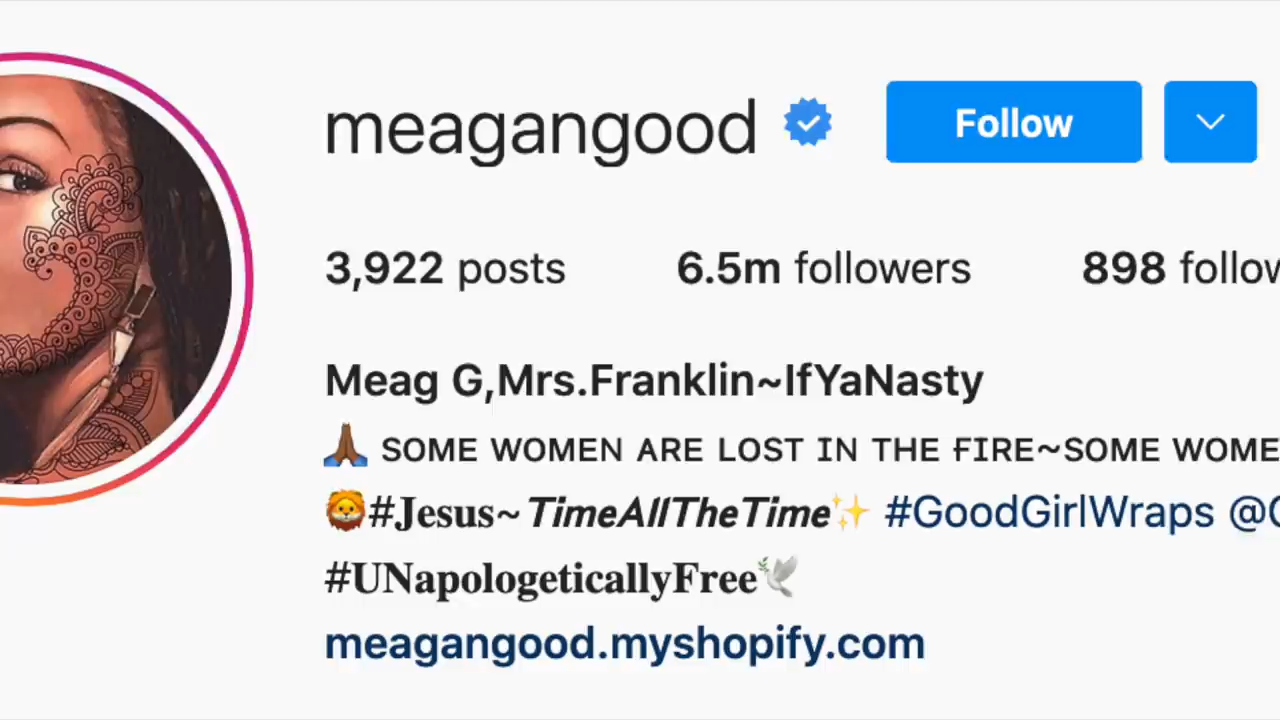 meagangood Follow
3,922 posts 6.5m followers 898
Meag G,Mrs.Franklin~IfYaNasty
🙏🏾 SOME WOMEN ARE LOST IN THE FIRE~SOME
🦁#Jesus~TimeAllTheTime✨ #GoodGirlWraps
#UNapologeticallyFree🕊
meagangood.myshopify.com